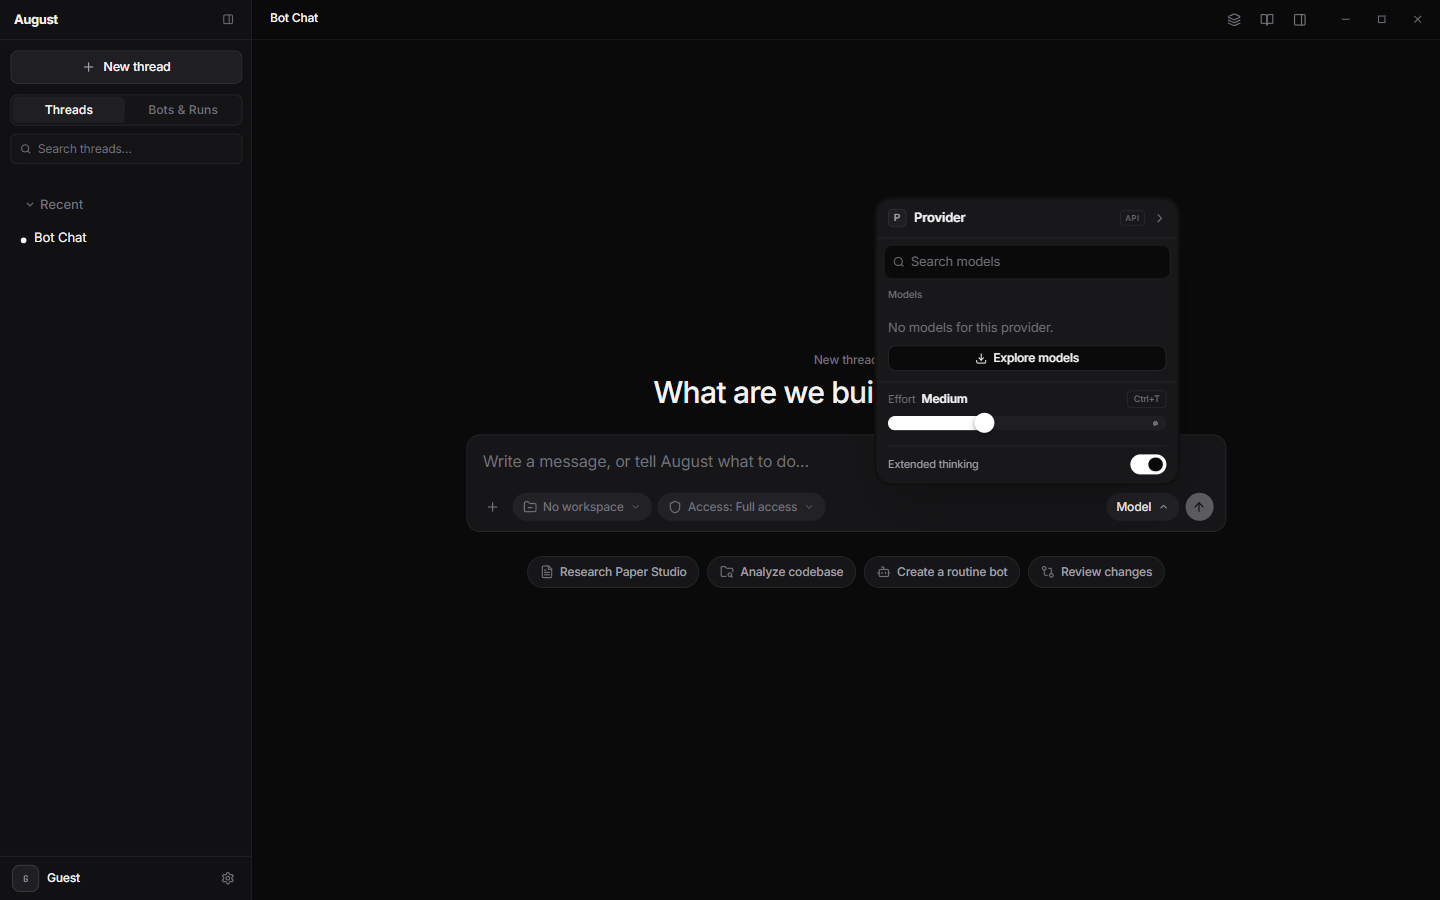 August
Bot Chat
New thread
Threads
Bots & Runs
Search threads...
Recent
Bot Chat
P
Provider
API
Search models
Models
No models for this provider.
Explore models
Effort Medium
Ctrl+T
Extended thinking
New thread
What are we bui
Write a message, or tell August what to do...
No workspace
Access: Full access
Model
Research Paper Studio
Analyze codebase
Create a routine bot
Review changes
G
Guest